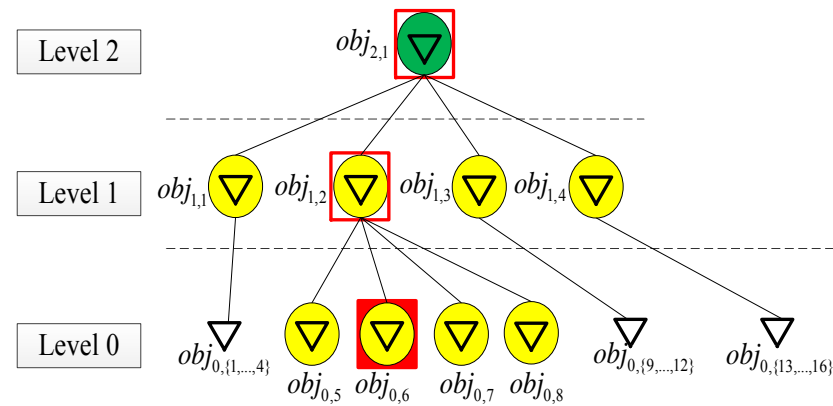 Level 2
obj2,1
Level 1
obj1,1
obj1,2
obj1,3
obj1,4
Level 0
obj0,{1,...,4}
obj0,5
obj0,6
obj0,7
obj0,8
obj0,{9,...,12}
obj0,{13,...,16}